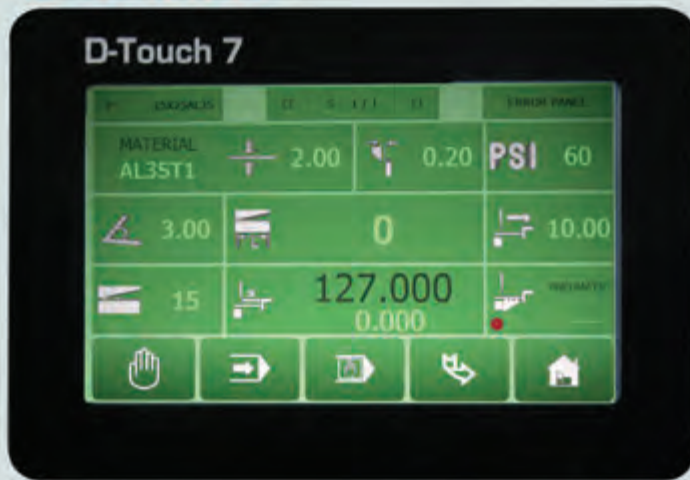 D-Touch 7
ERROR PANEL
MATERIAL
AL35T1
2.00
0.20
PSI 60
3.00
0
10.00
15
127.000
0.000